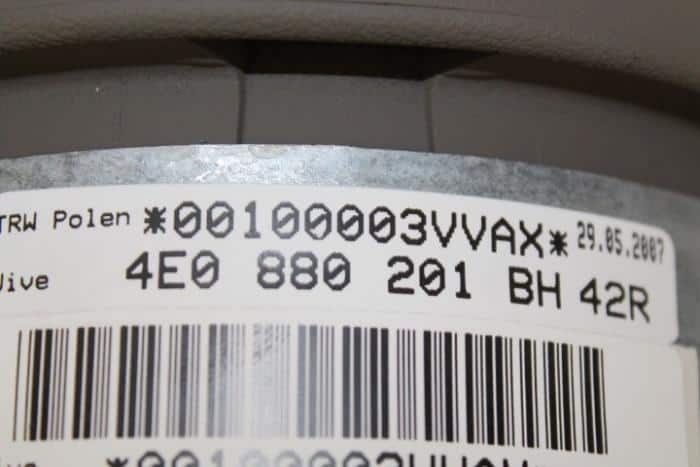 TRW Polen *00100003VVAX* 29.05.2007
4E0 880 201 BH 42R